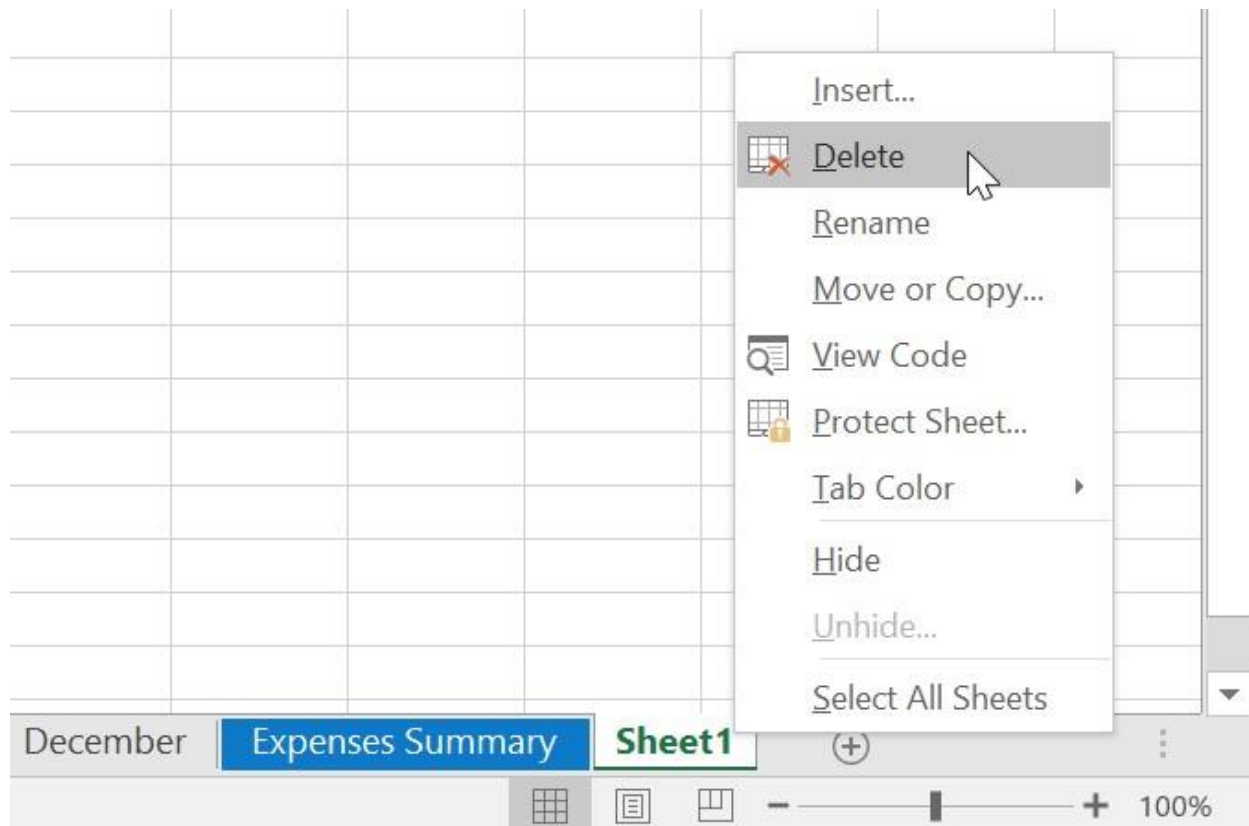 Insert...
Delete
Rename
Move or Copy...
View Code
Protect Sheet...
Tab Color
Hide
Unhide...
Select All Sheets
December Expenses Summary Sheet1
100%